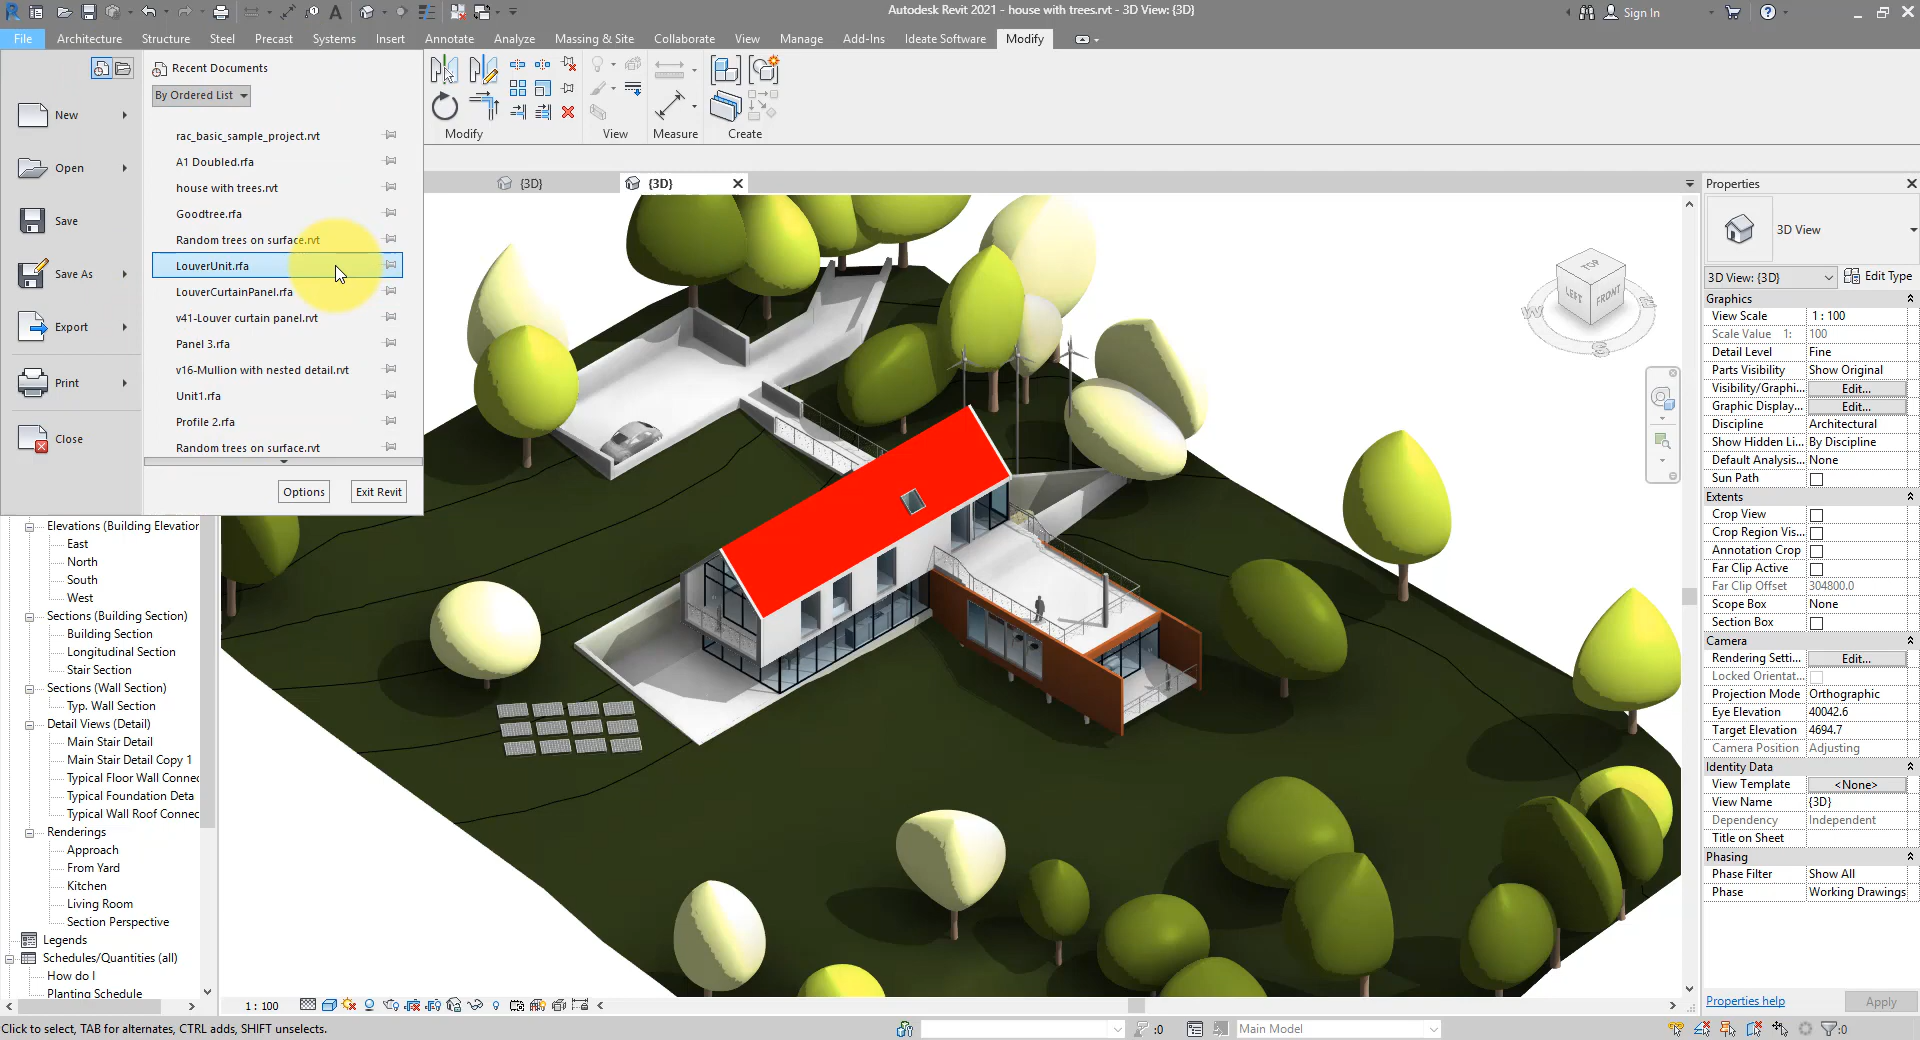 Autodesk Revit 2021 - house with trees.rvt - 3D View: {3D}
Sign In
File
Architecture
Structure
Steel
Precast
Systems
Insert
Annotate
Analyze
Massing & Site
Collaborate
View
Manage
Add-Ins
Ideate Software
Modify
Recent Documents
By Ordered List
New
Open
Save
Save As
Export
Print
Close
rac_basic_sample_project.rvt
A1 Doubled.rfa
house with trees.rvt
Goodtree.rfa
Random trees on surface.rvt
LouverUnit.rfa
LouverCurtainPanel.rfa
v41-Louver curtain panel.rvt
Panel 3.rfa
v16-Mullion with nested detail.rvt
Unit1.rfa
Profile 2.rfa
Random trees on surface.rvt
Options
Exit Revit
Modify
View
Measure
Create
{3D}
{3D}
TOP
LEFT
FRONT
W
S
Elevations (Building Elevation
East
North
South
West
Sections (Building Section)
Building Section
Longitudinal Section
Stair Section
Sections (Wall Section)
Typ. Wall Section
Detail Views (Detail)
Main Stair Detail
Main Stair Detail Copy 1
Typical Floor Wall Connec
Typical Foundation Deta
Typical Wall Roof Connec
Renderings
Approach
From Yard
Kitchen
Living Room
Section Perspective
Legends
Schedules/Quantities (all)
How do I
Planting Schedule
Properties
3D View
3D View: {3D}
Edit Type
Graphics
View Scale 1 : 100
Scale Value 1: 100
Detail Level Fine
Parts Visibility Show Original
Visibility/Graphi... Edit...
Graphic Display... Edit...
Discipline Architectural
Show Hidden Li... By Discipline
Default Analysis... None
Sun Path
Extents
Crop View
Crop Region Vis...
Annotation Crop
Far Clip Active
Far Clip Offset 304800.0
Scope Box None
Section Box
Camera
Rendering Setti... Edit...
Locked Orientat...
Projection Mode Orthographic
Eye Elevation 40042.6
Target Elevation 4694.7
Camera Position Adjusting
Identity Data
View Template <None>
View Name {3D}
Dependency Independent
Title on Sheet
Phasing
Phase Filter Show All
Phase Working Drawings
Properties help
Apply
1 : 100
Click to select, TAB for alternates, CTRL adds, SHIFT unselects.
:0
Main Model
:0